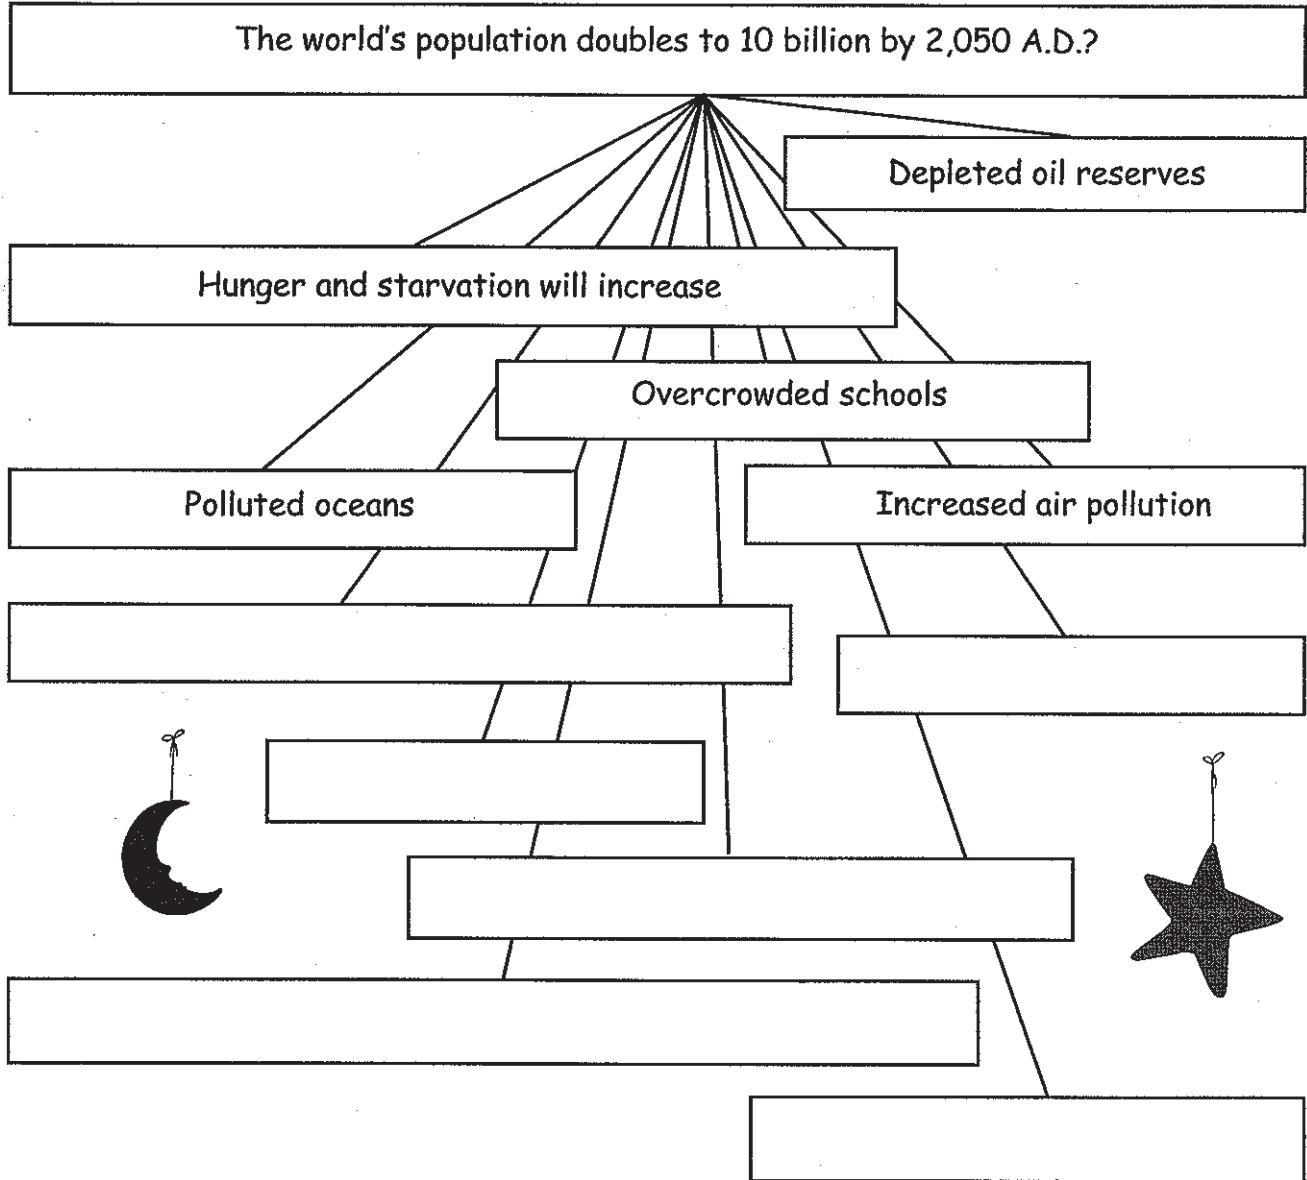 The world's population doubles to 10 billion by 2,050 A.D.?
Depleted oil reserves
Hunger and starvation will increase
Overcrowded schools
Polluted oceans
Increased air pollution